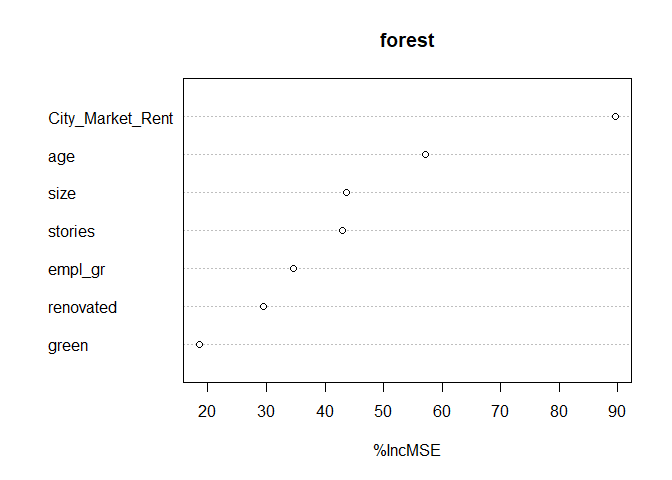 forest
City_Market_Rent
age
size
stories
empl_gr
renovated
green
20 30 40 50 60 70 80 90
%IncMSE